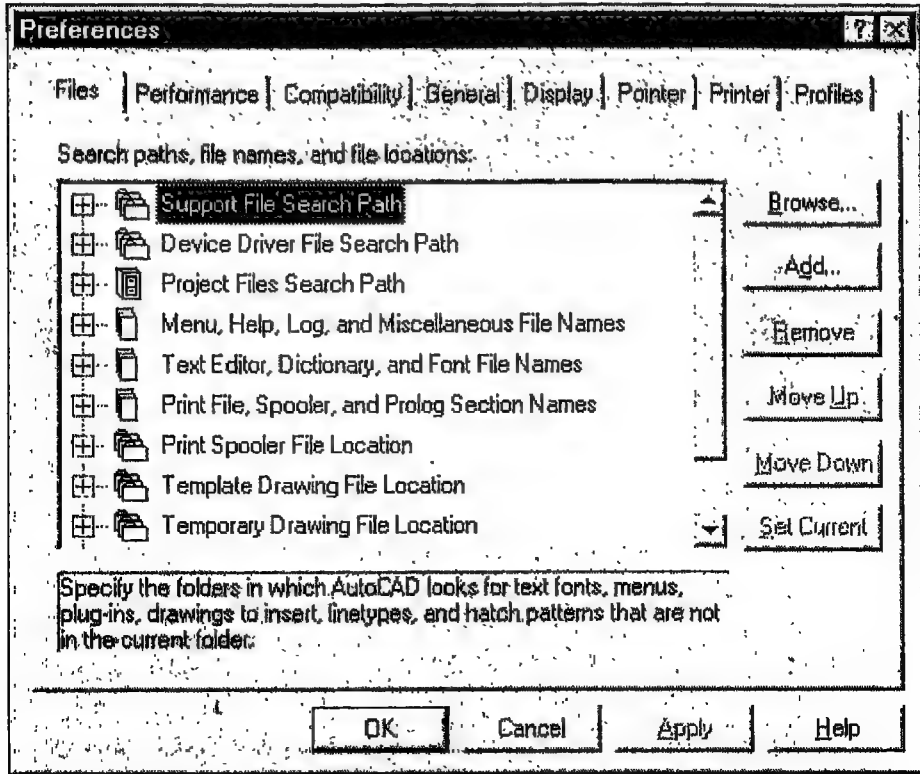 Preferences
Files Performance Compatibility General Display Pointer Printer Profiles
Search paths, file names, and file locations:
Support File Search Path
Device Driver File Search Path
Project Files Search Path
Menu, Help, Log, and Miscellaneous File Names
Text Editor, Dictionary, and Font File Names
Print File, Spooler, and Prolog Section Names
Print Spooler File Location
Template Drawing File Location
Temporary Drawing File Location
Browse...
Add...
Remove
Move Up
Move Down
Set Current
Specify the folders in which AutoCAD looks for text fonts, menus,
plug-ins, drawings to insert, linetypes, and hatch patterns that are not
in the current folder.
OK Cancel Apply Help